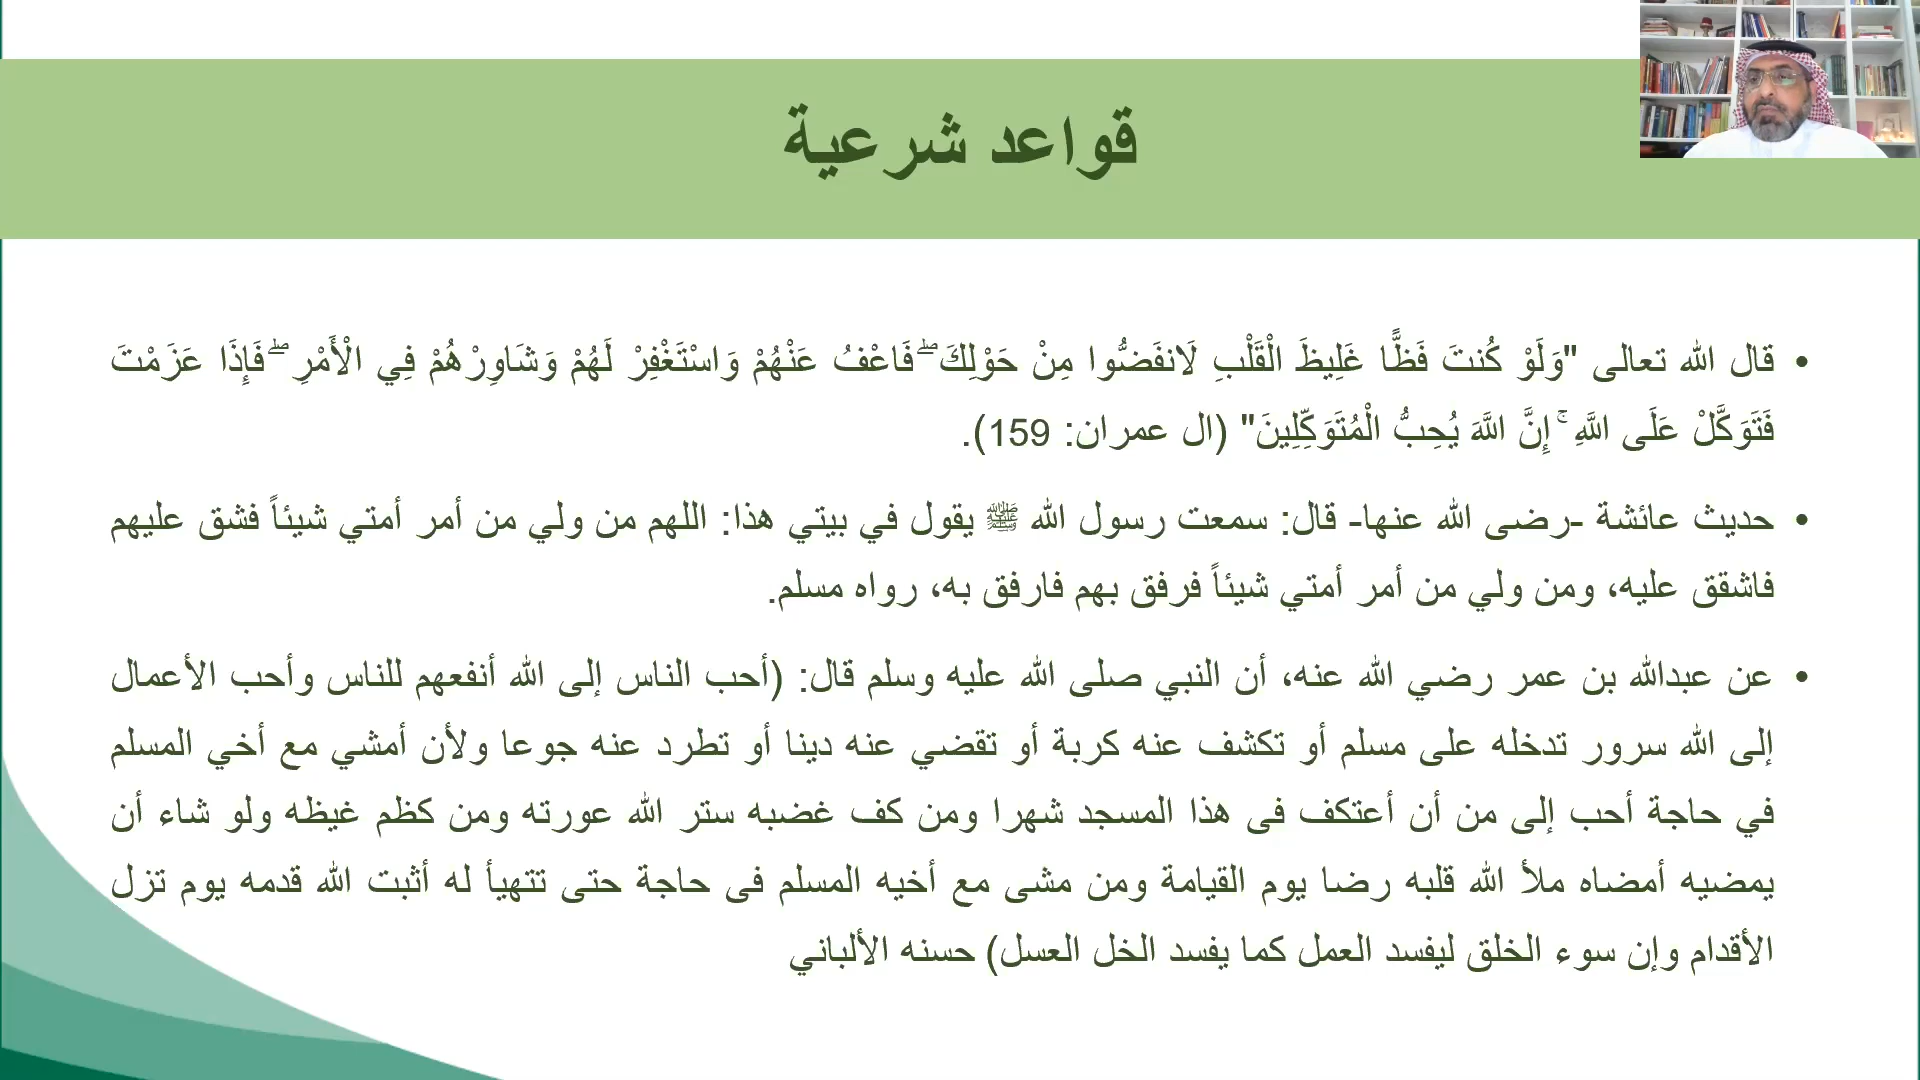 قواعد شرعية
• قال الله تعالى "وَلَوْ كُنتَ فَظًّا غَلِيظَ الْقَلْبِ لَانفَضُّوا مِنْ حَوْلِكَ ۖ فَاعْفُ عَنْهُمْ وَاسْتَغْفِرْ لَهُمْ وَشَاوِرْهُمْ فِي الْأَمْرِ ۖ فَإِذَا عَزَمْتَ
فَتَوَكَّلْ عَلَى اللَّهِ ۚ إِنَّ اللَّهَ يُحِبُّ الْمُتَوَكِّلِينَ" (ال عمران: 159).
• حديث عائشة -رضى الله عنها- قال: سمعت رسول الله ﷺ يقول في بيتي هذا: اللهم من ولي من أمر أمتي شيئاً فشق عليهم
فاشقق عليه، ومن ولي من أمر أمتي شيئاً فرفق بهم فارفق به، رواه مسلم.
• عن عبدالله بن عمر رضي الله عنه، أن النبي صلى الله عليه وسلم قال: (أحب الناس إلى الله أنفعهم للناس وأحب الأعمال
إلى الله سرور تدخله على مسلم أو تكشف عنه كربة أو تقضي عنه دينا أو تطرد عنه جوعا ولأن أمشي مع أخي المسلم
في حاجة أحب إلى من أن أعتكف فى هذا المسجد شهرا ومن كف غضبه ستر الله عورته ومن كظم غيظه ولو شاء أن
يمضيه أمضاه ملأ الله قلبه رضا يوم القيامة ومن مشى مع أخيه المسلم فى حاجة حتى تتهيأ له أثبت الله قدمه يوم تزل
الأقدام وإن سوء الخلق ليفسد العمل كما يفسد الخل العسل) حسنه الألباني